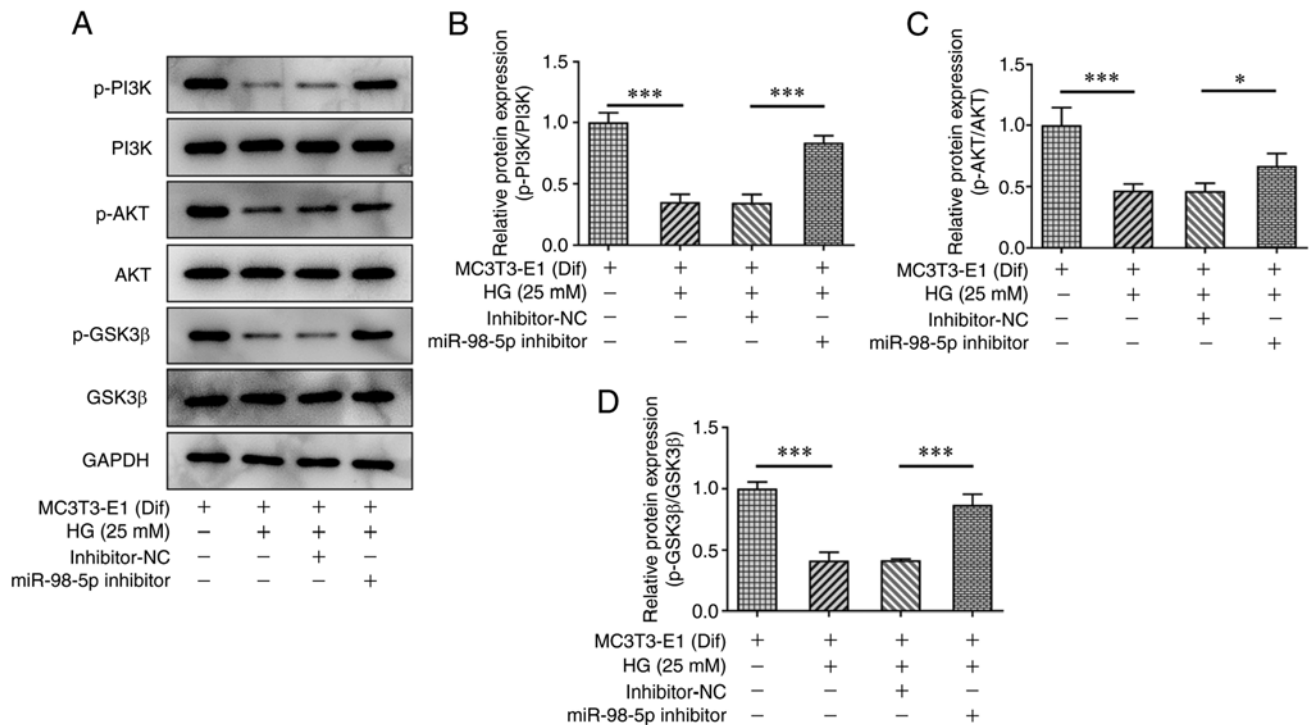 A
p-PI3K
PI3K
p-AKT
AKT
p-GSK3β
GSK3β
GAPDH
MC3T3-E1 (Dif) + + + +
HG (25 mM) − + + +
Inhibitor-NC − − + −
miR-98-5p inhibitor − − − +
B
Relative protein expression
(p-PI3K/PI3K)
1.5
1.0
0.5
0.0
*** ***
MC3T3-E1 (Dif) + + + +
HG (25 mM) − + + +
Inhibitor-NC − − + −
miR-98-5p inhibitor − − − +
C
Relative protein expression
(p-AKT/AKT)
1.5
1.0
0.5
0.0
*** *
MC3T3-E1 (Dif) + + + +
HG (25 mM) − + + +
Inhibitor-NC − − + −
miR-98-5p inhibitor − − − +
D
Relative protein expression
(p-GSK3β/GSK3β)
1.5
1.0
0.5
0.0
*** ***
MC3T3-E1 (Dif) + + + +
HG (25 mM) − + + +
Inhibitor-NC − − + −
miR-98-5p inhibitor − − − +